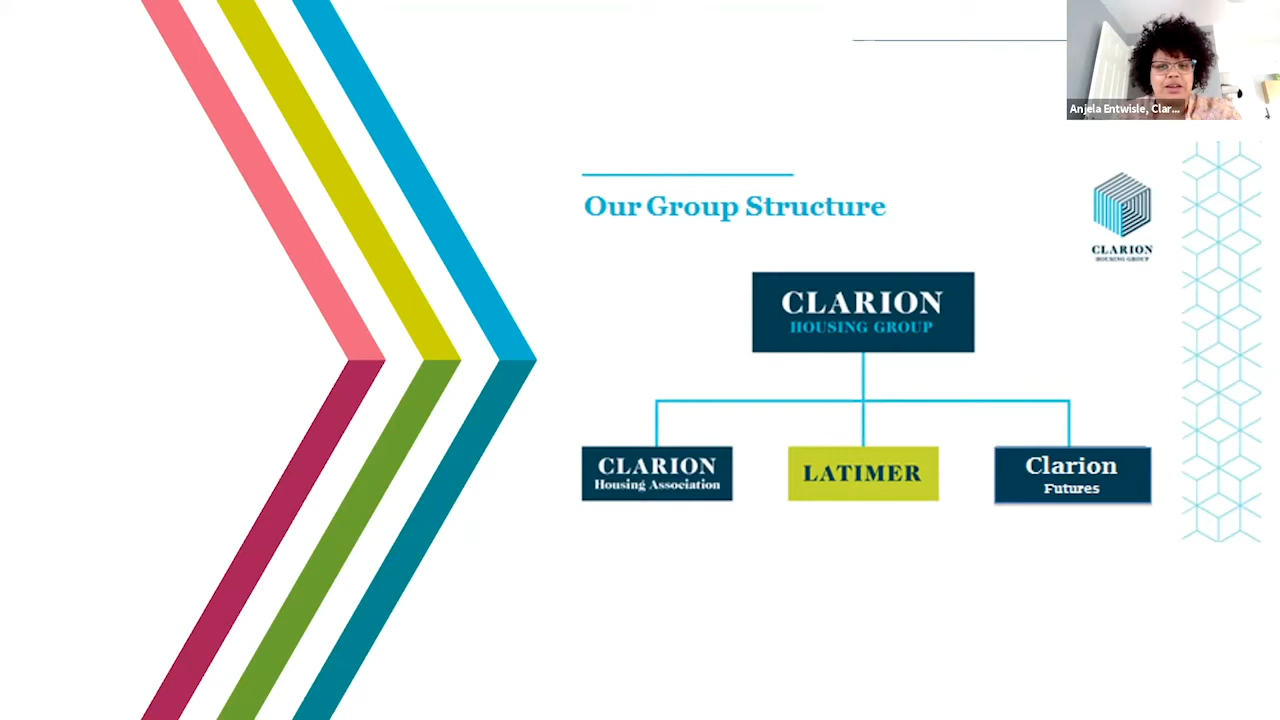 Anjela Entwisle, Clar...
Our Group Structure
CLARION
HOUSING GROUP
CLARION
HOUSING GROUP
CLARION
Housing Association
LATIMER
Clarion
Futures